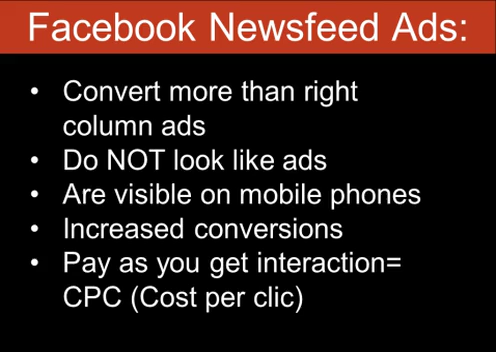 Facebook Newsfeed Ads:
• Convert more than right
column ads
• Do NOT look like ads
• Are visible on mobile phones
• Increased conversions
• Pay as you get interaction=
CPC (Cost per clic)